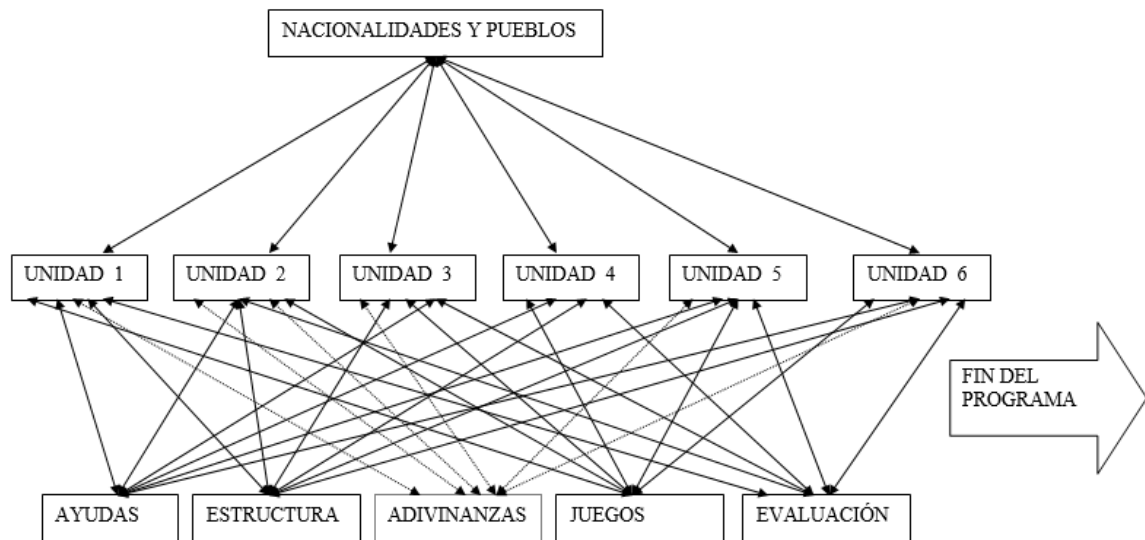 NACIONALIDADES Y PUEBLOS
UNIDAD 1
UNIDAD 2
UNIDAD 3
UNIDAD 4
UNIDAD 5
UNIDAD 6
FIN DEL
PROGRAMA
AYUDAS
ESTRUCTURA
ADIVINANZAS
JUEGOS
EVALUACIÓN